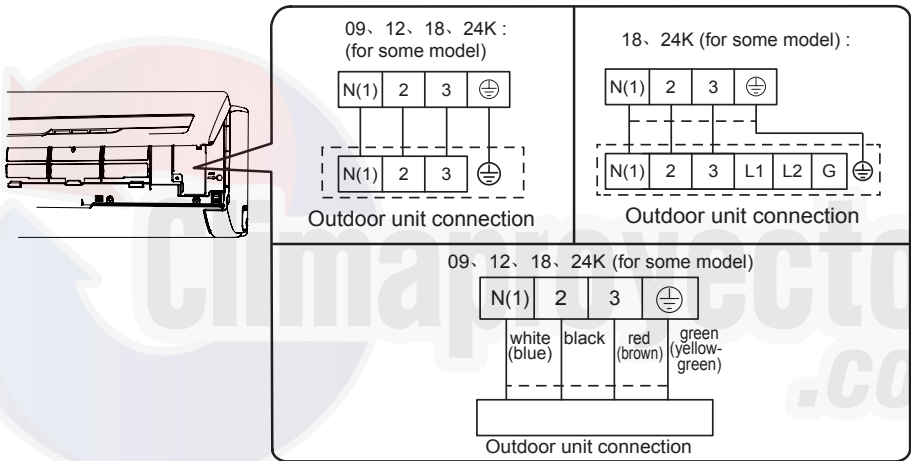 09、12、18、24K :
(for some model)
N(1) 2 3
N(1) 2 3
Outdoor unit connection
18、24K (for some model) :
N(1) 2 3
N(1) 2 3 L1 L2 G
Outdoor unit connection
09、12、18、24K (for some model)
N(1) 2 3
white (blue)
black
red (brown)
green (yellow-green)
Outdoor unit connection
Climaproyecto
.co